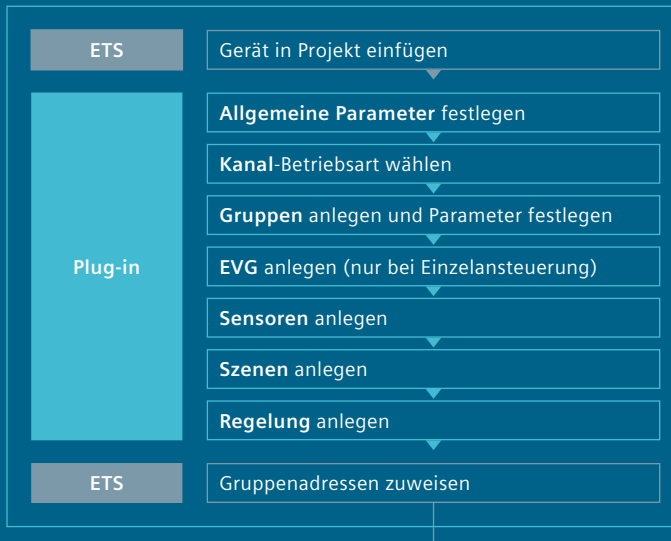 ETS
Gerät in Projekt einfügen
Plug-in
Allgemeine Parameter festlegen
Kanal-Betriebsart wählen
Gruppen anlegen und Parameter festlegen
EVG anlegen (nur bei Einzelansteuerung)
Sensoren anlegen
Szenen anlegen
Regelung anlegen
ETS
Gruppenadressen zuweisen